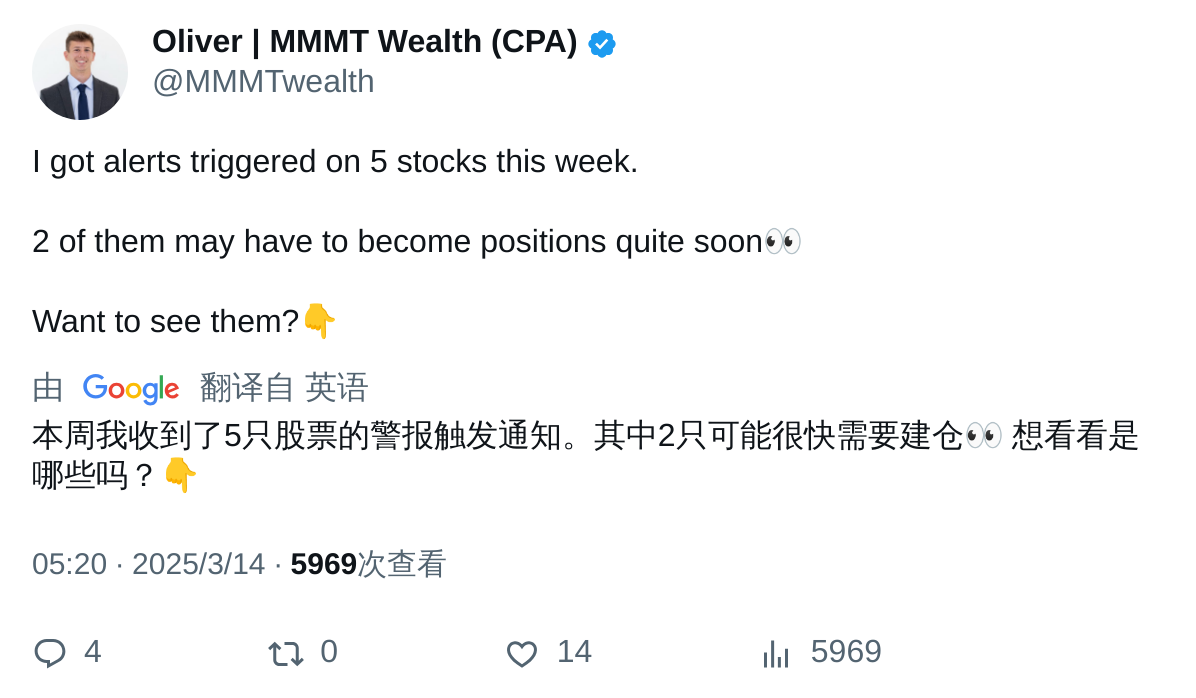 Oliver | MMMT Wealth (CPA)
@MMMTwealth
I got alerts triggered on 5 stocks this week.
2 of them may have to become positions quite soon👀
Want to see them?👇
由 Google 翻译自 英语
本周我收到了5只股票的警报触发通知。其中2只可能很快需要建仓👀 想看看是
哪些吗？👇
05:20 · 2025/3/14 · 5969次查看
4 0 14 5969